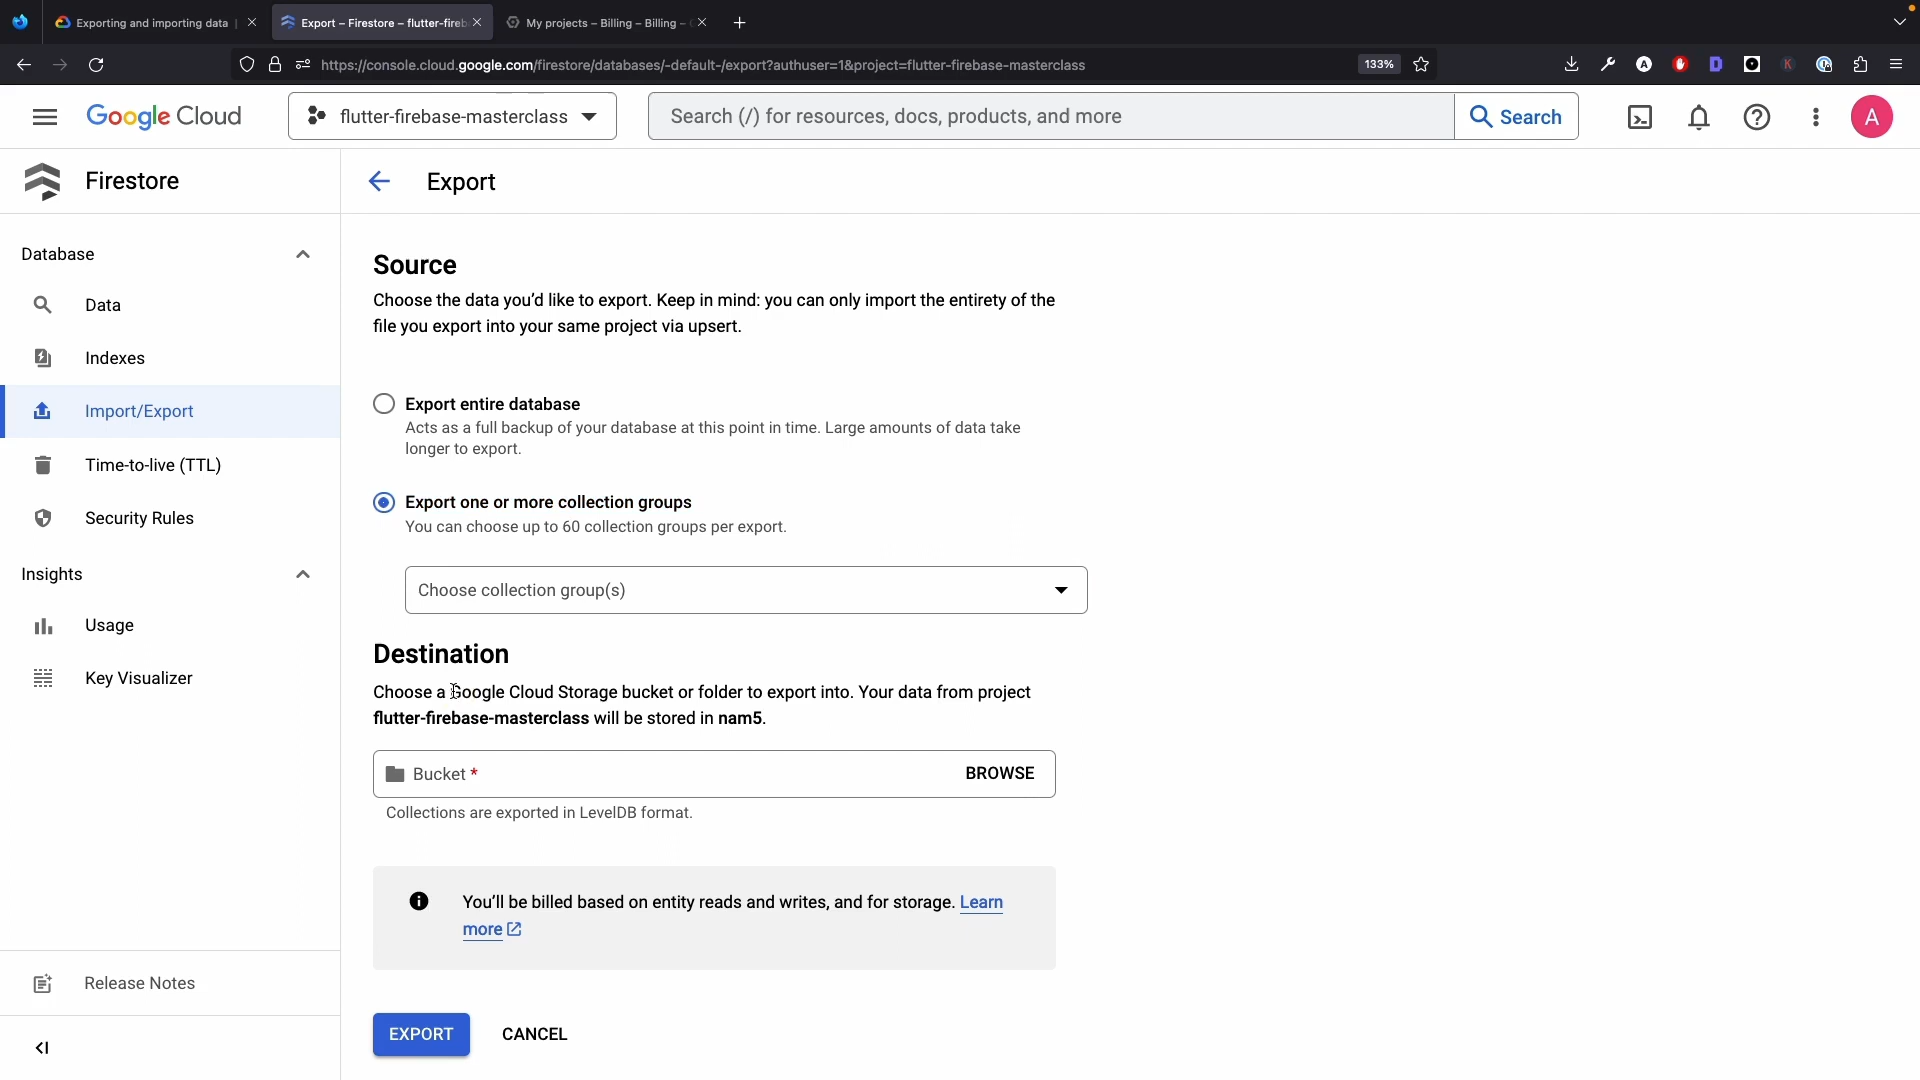 Exporting and importing data
Export – Firestore – flutter-fireb
My projects – Billing – Billing –
https://console.cloud.google.com/firestore/databases/-default-/export?authuser=1&project=flutter-firebase-masterclass
133%
Google Cloud
flutter-firebase-masterclass
Search (/) for resources, docs, products, and more
Search
A
Firestore
Export
Database
Data
Indexes
Import/Export
Time-to-live (TTL)
Security Rules
Insights
Usage
Key Visualizer
Release Notes
Source
Choose the data you’d like to export. Keep in mind: you can only import the entirety of the
file you export into your same project via upsert.
Export entire database
Acts as a full backup of your database at this point in time. Large amounts of data take
longer to export.
Export one or more collection groups
You can choose up to 60 collection groups per export.
Choose collection group(s)
Destination
Choose a Google Cloud Storage bucket or folder to export into. Your data from project
flutter-firebase-masterclass will be stored in nam5.
Bucket *
BROWSE
Collections are exported in LevelDB format.
You’ll be billed based on entity reads and writes, and for storage. Learn
more
EXPORT
CANCEL